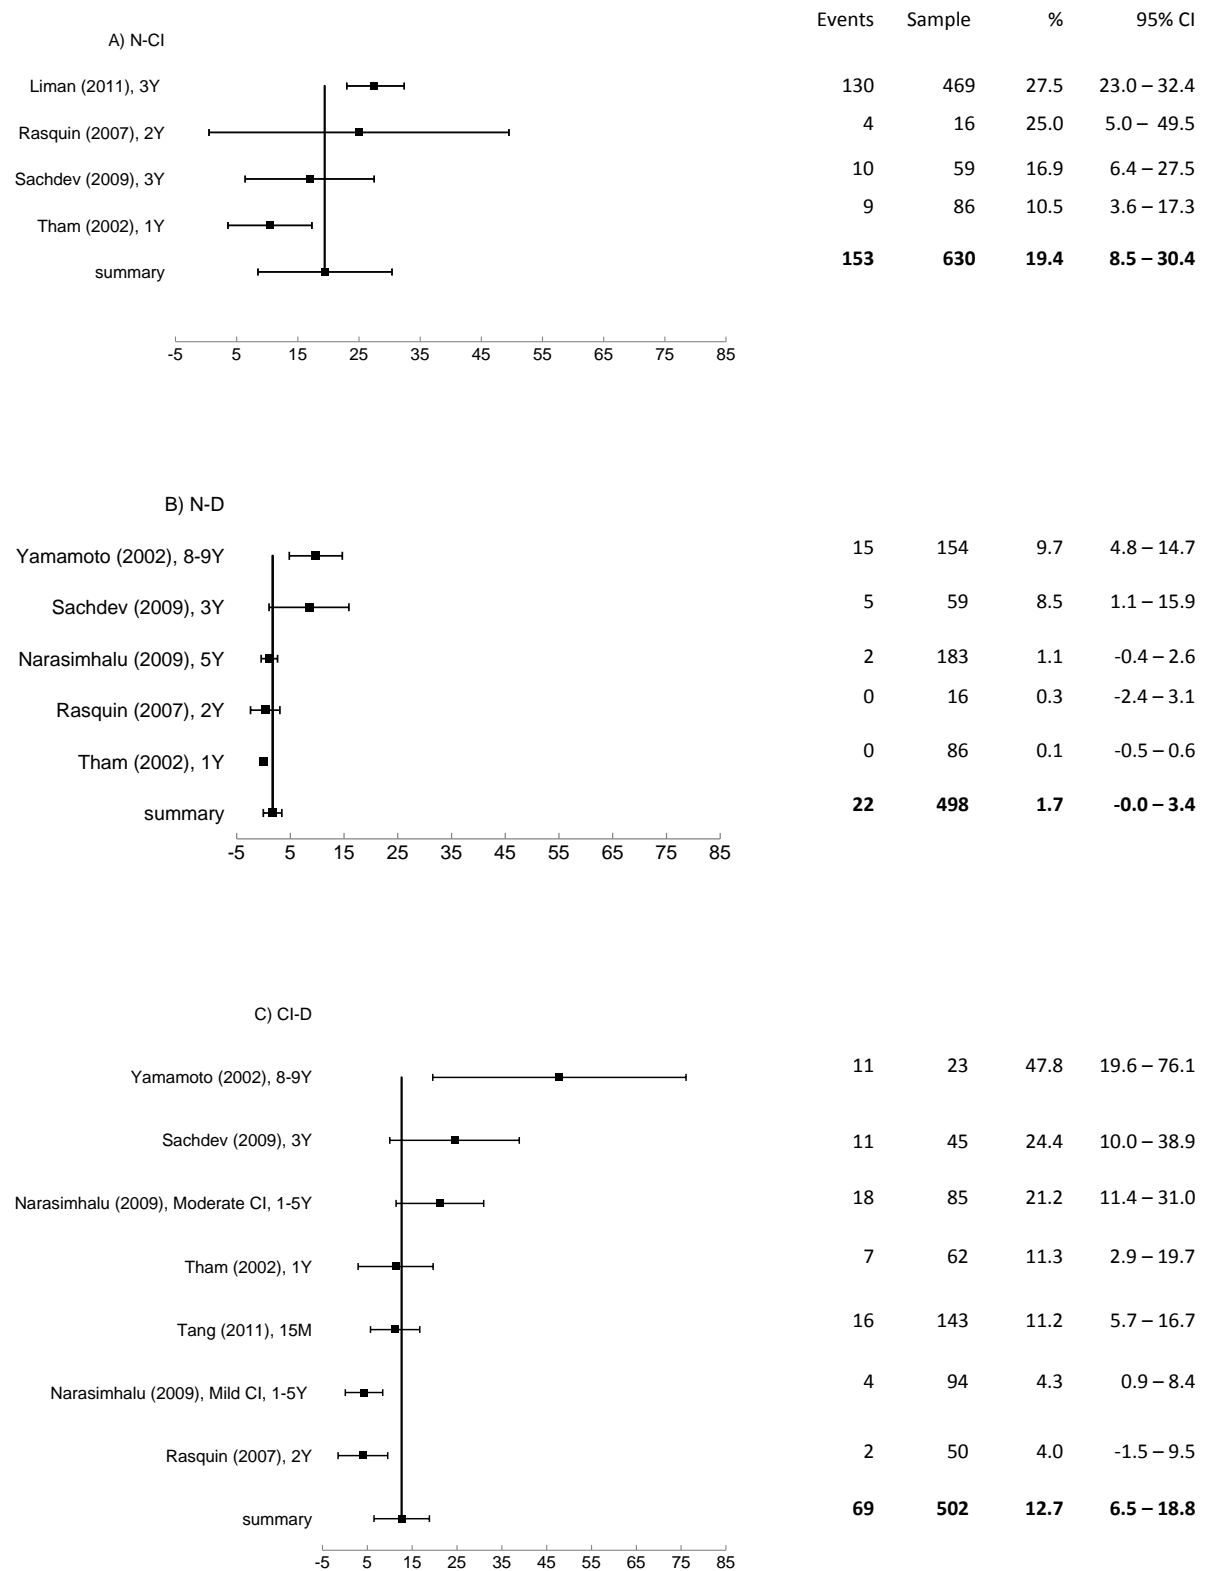 Events Sample % 95% CI
A) N-CI
Liman (2011), 3Y 130 469 27.5 23.0 – 32.4
Rasquin (2007), 2Y 4 16 25.0 5.0 – 49.5
Sachdev (2009), 3Y 10 59 16.9 6.4 – 27.5
Tham (2002), 1Y 9 86 10.5 3.6 – 17.3
summary 153 630 19.4 8.5 – 30.4
-5 5 15 25 35 45 55 65 75 85
B) N-D
Yamamoto (2002), 8-9Y 15 154 9.7 4.8 – 14.7
Sachdev (2009), 3Y 5 59 8.5 1.1 – 15.9
Narasimhalu (2009), 5Y 2 183 1.1 -0.4 – 2.6
Rasquin (2007), 2Y 0 16 0.3 -2.4 – 3.1
Tham (2002), 1Y 0 86 0.1 -0.5 – 0.6
summary 22 498 1.7 -0.0 – 3.4
-5 5 15 25 35 45 55 65 75 85
C) CI-D
Yamamoto (2002), 8-9Y 11 23 47.8 19.6 – 76.1
Sachdev (2009), 3Y 11 45 24.4 10.0 – 38.9
Narasimhalu (2009), Moderate CI, 1-5Y 18 85 21.2 11.4 – 31.0
Tham (2002), 1Y 7 62 11.3 2.9 – 19.7
Tang (2011), 15M 16 143 11.2 5.7 – 16.7
Narasimhalu (2009), Mild CI, 1-5Y 4 94 4.3 0.9 – 8.4
Rasquin (2007), 2Y 2 50 4.0 -1.5 – 9.5
summary 69 502 12.7 6.5 – 18.8
-5 5 15 25 35 45 55 65 75 85